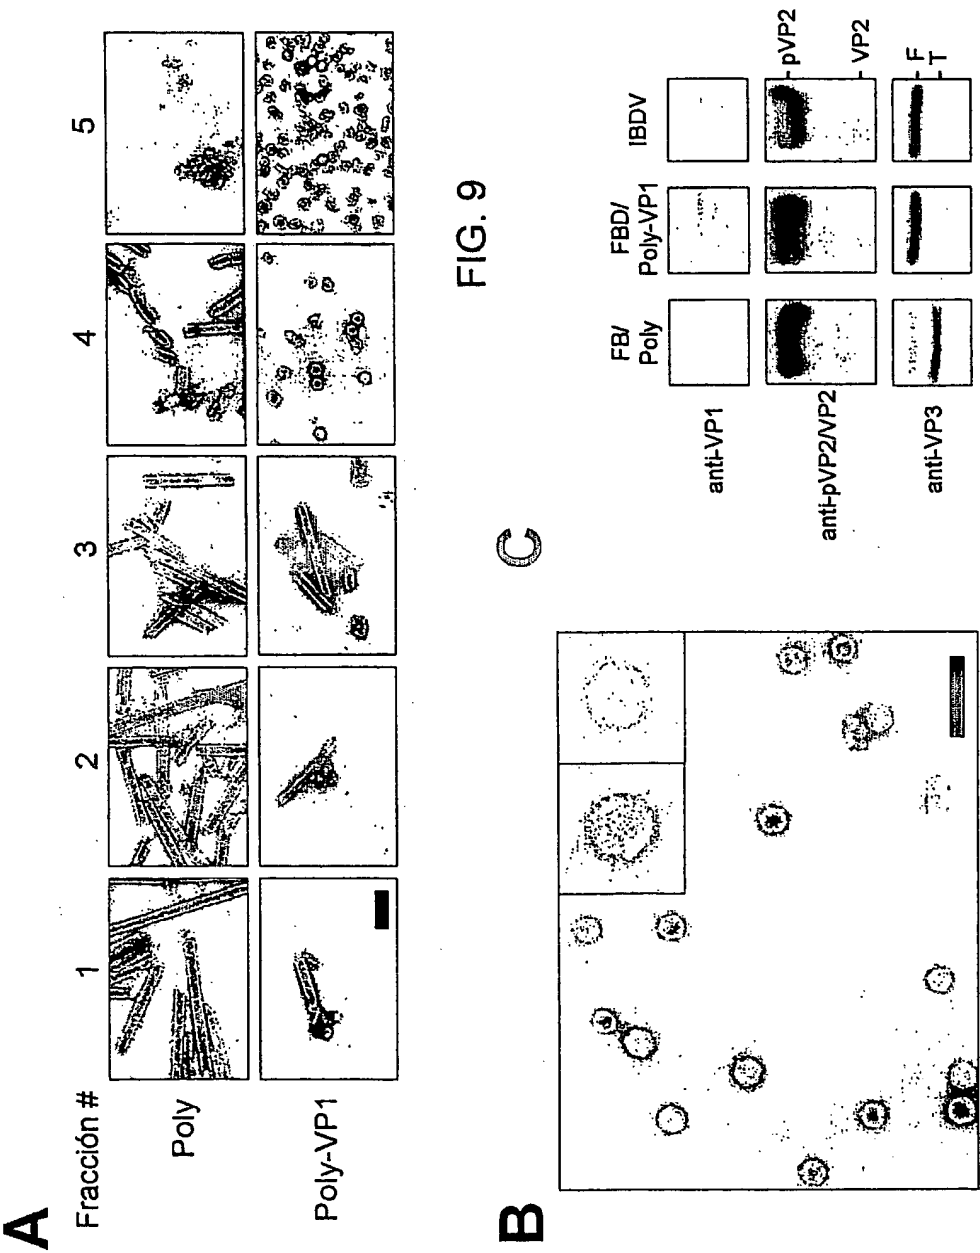 A
Fracción # 1 2 3 4 5
Poly
Poly-VP1
FIG. 9
B
C
FB/ Poly
FBD/ Poly-VP1
IBDV
anti-VP1
anti-pVP2/VP2
pVP2
VP2
anti-VP3
F
T